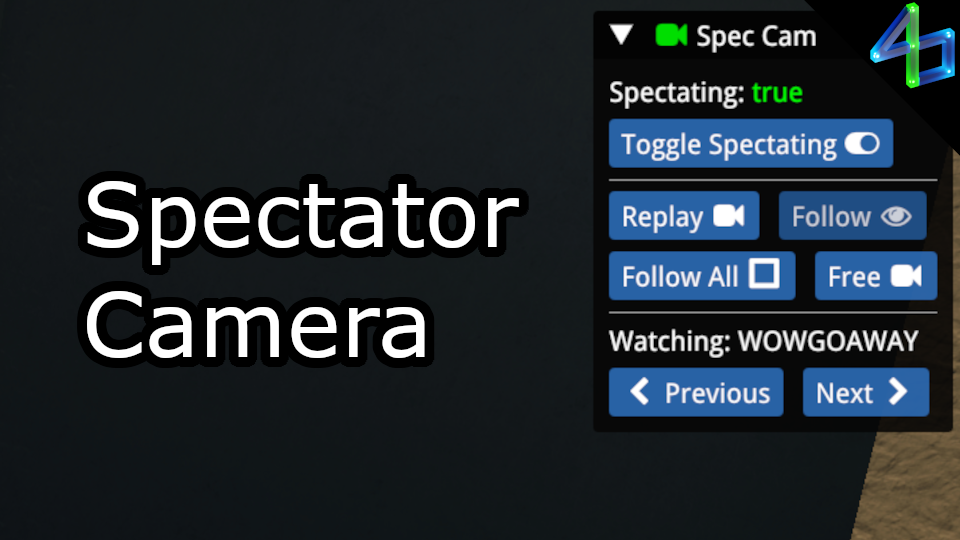 Spectator
Camera
Spec Cam
Spectating: true
Toggle Spectating
Replay Follow
Follow All Free
Watching: WOWGOAWAY
Previous Next